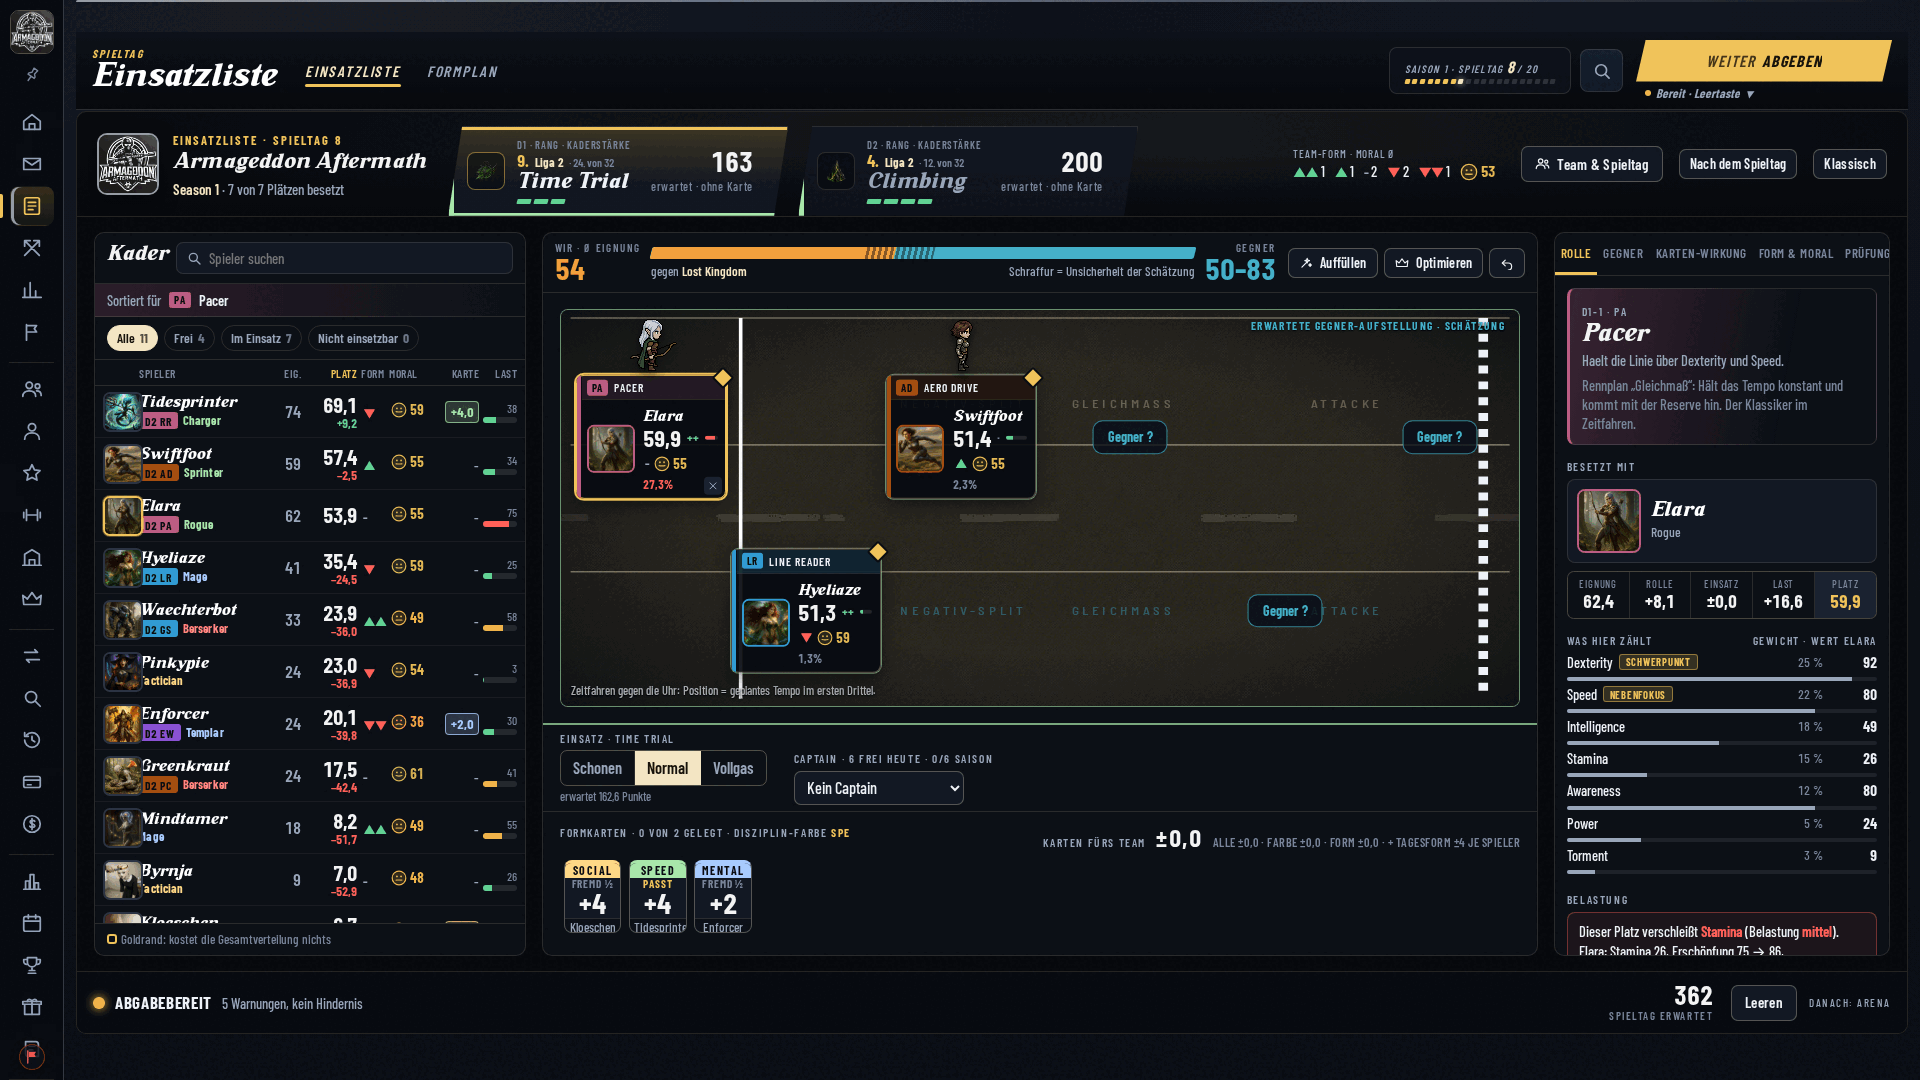 SPIELTAG
Einsatzliste
EINSATZLISTE
FORMPLAN
SAISON 1 · SPIELTAG 8 / 20
WEITER ABGEBEN
Bereit · Leertaste ▼
EINSATZLISTE · SPIELTAG 8
Armageddon Aftermath
Season 1 · 7 von 7 Plätzen besetzt
D1 · RANG · KADERSTÄRKE
9. Liga 2 · 24. von 32
Time Trial
163
erwartet · ohne Karte
D2 · RANG · KADERSTÄRKE
4. Liga 2 · 12. von 32
Climbing
200
erwartet · ohne Karte
TEAM-FORM · MORAL Ø
▲▲1 ▲1 –2 ▼2 ▼▼1 53
Team & Spieltag
Nach dem Spieltag
Klassisch
Kader
Spieler suchen
Sortiert für PA Pacer
Alle 11
Frei 4
Im Einsatz 7
Nicht einsetzbar 0
SPIELER EIG. PLATZ FORM MORAL KARTE LAST
Tidesprinter 74 69,1 ▼ 59 +4,0 38
D2 RR Charger +9,2
Swiftfoot 59 57,4 ▲ 55 – 34
D2 AD Sprinter –2,5
Elara 62 53,9 – 55 – 75
D2 PA Rogue
Hyeliaze 41 35,4 ▼ 59 – 25
D2 LR Mage –24,5
Waechterbot 33 23,9 ▲▲ 49 – 58
D2 GS Berserker –36,0
Pinkypie 24 23,0 ▼ 54 – 3
Tactician –36,9
Enforcer 24 20,1 ▼▼ 36 +2,0 30
D2 EW Templar –39,8
Greenkraut 24 17,5 – 61 – 41
D2 PC Berserker –42,4
Mindtamer 18 8,2 ▲▲ 49 – 55
Mage –51,7
Byrnja 9 7,0 – 48 – 26
Tactician –52,9
Kloeschen
Goldrand: kostet die Gesamtverteilung nichts
WIR · Ø EIGNUNG
54
gegen Lost Kingdom
Schraffur = Unsicherheit der Schätzung
GEGNER
50–83
Auffüllen
Optimieren
ERWARTETE GEGNER-AUFSTELLUNG · SCHÄTZUNG
PA PACER
Elara
59,9 ++
– 55
27,3%
AD AERO DRIVE
Swiftfoot
51,4 ·
▲ 55
2,3%
GLEICHMASS
ATTACKE
Gegner ?
Gegner ?
LR LINE READER
Hyeliaze
51,3 ++
▼ 59
1,3%
NEGATIV-SPLIT
GLEICHMASS
Gegner ?
ATTACKE
Zeitfahren gegen die Uhr: Position = geplantes Tempo im ersten Drittel.
EINSATZ · TIME TRIAL
Schonen
Normal
Vollgas
erwartet 162,6 Punkte
CAPTAIN · 6 FREI HEUTE · 0/6 SAISON
Kein Captain
FORMKARTEN · 0 VON 2 GELEGT · DISZIPLIN-FARBE SPE
KARTEN FÜRS TEAM ±0,0 ALLE ±0,0 · FARBE ±0,0 · FORM ±0,0 · + TAGESFORM ±4 JE SPIELER
SOCIAL
FREMD ½
+4
Kloeschen
SPEED
PASST
+4
Tidesprinte
MENTAL
FREMD ½
+2
Enforcer
ROLLE
GEGNER
KARTEN-WIRKUNG
FORM & MORAL
PRÜFUNG
D1-1 · PA
Pacer
Haelt die Linie über Dexterity und Speed.
Rennplan „Gleichmaß“: Hält das Tempo konstant und
kommt mit der Reserve hin. Der Klassiker im
Zeitfahren.
BESETZT MIT
Elara
Rogue
EIGNUNG ROLLE EINSATZ LAST PLATZ
62,4 +8,1 ±0,0 +16,6 59,9
WAS HIER ZÄHLT GEWICHT · WERT ELARA
Dexterity SCHWERPUNKT 25 % 92
Speed NEBENFOKUS 22 % 80
Intelligence 18 % 49
Stamina 15 % 26
Awareness 12 % 80
Power 5 % 24
Torment 3 % 9
BELASTUNG
Dieser Platz verschleißt Stamina (Belastung mittel).
Elara: Stamina 26, Erschöpfung 75 → 86.
ABGABEBEREIT
5 Warnungen, kein Hindernis
362
SPIELTAG ERWARTET
Leeren
DANACH: ARENA